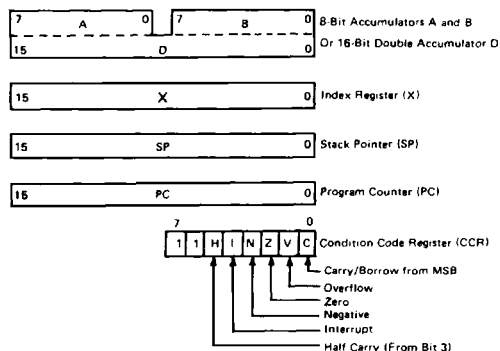 7 A 0 7 B 0 8-Bit Accumulators A and B
15 D 0 Or 16-Bit Double Accumulator D
15 X 0 Index Register (X)
15 SP 0 Stack Pointer (SP)
15 PC 0 Program Counter (PC)
7 0
1 1 H I N Z V C Condition Code Register (CCR)
Carry/Borrow from MSB
Overflow
Zero
Negative
Interrupt
Half Carry (From Bit 3)